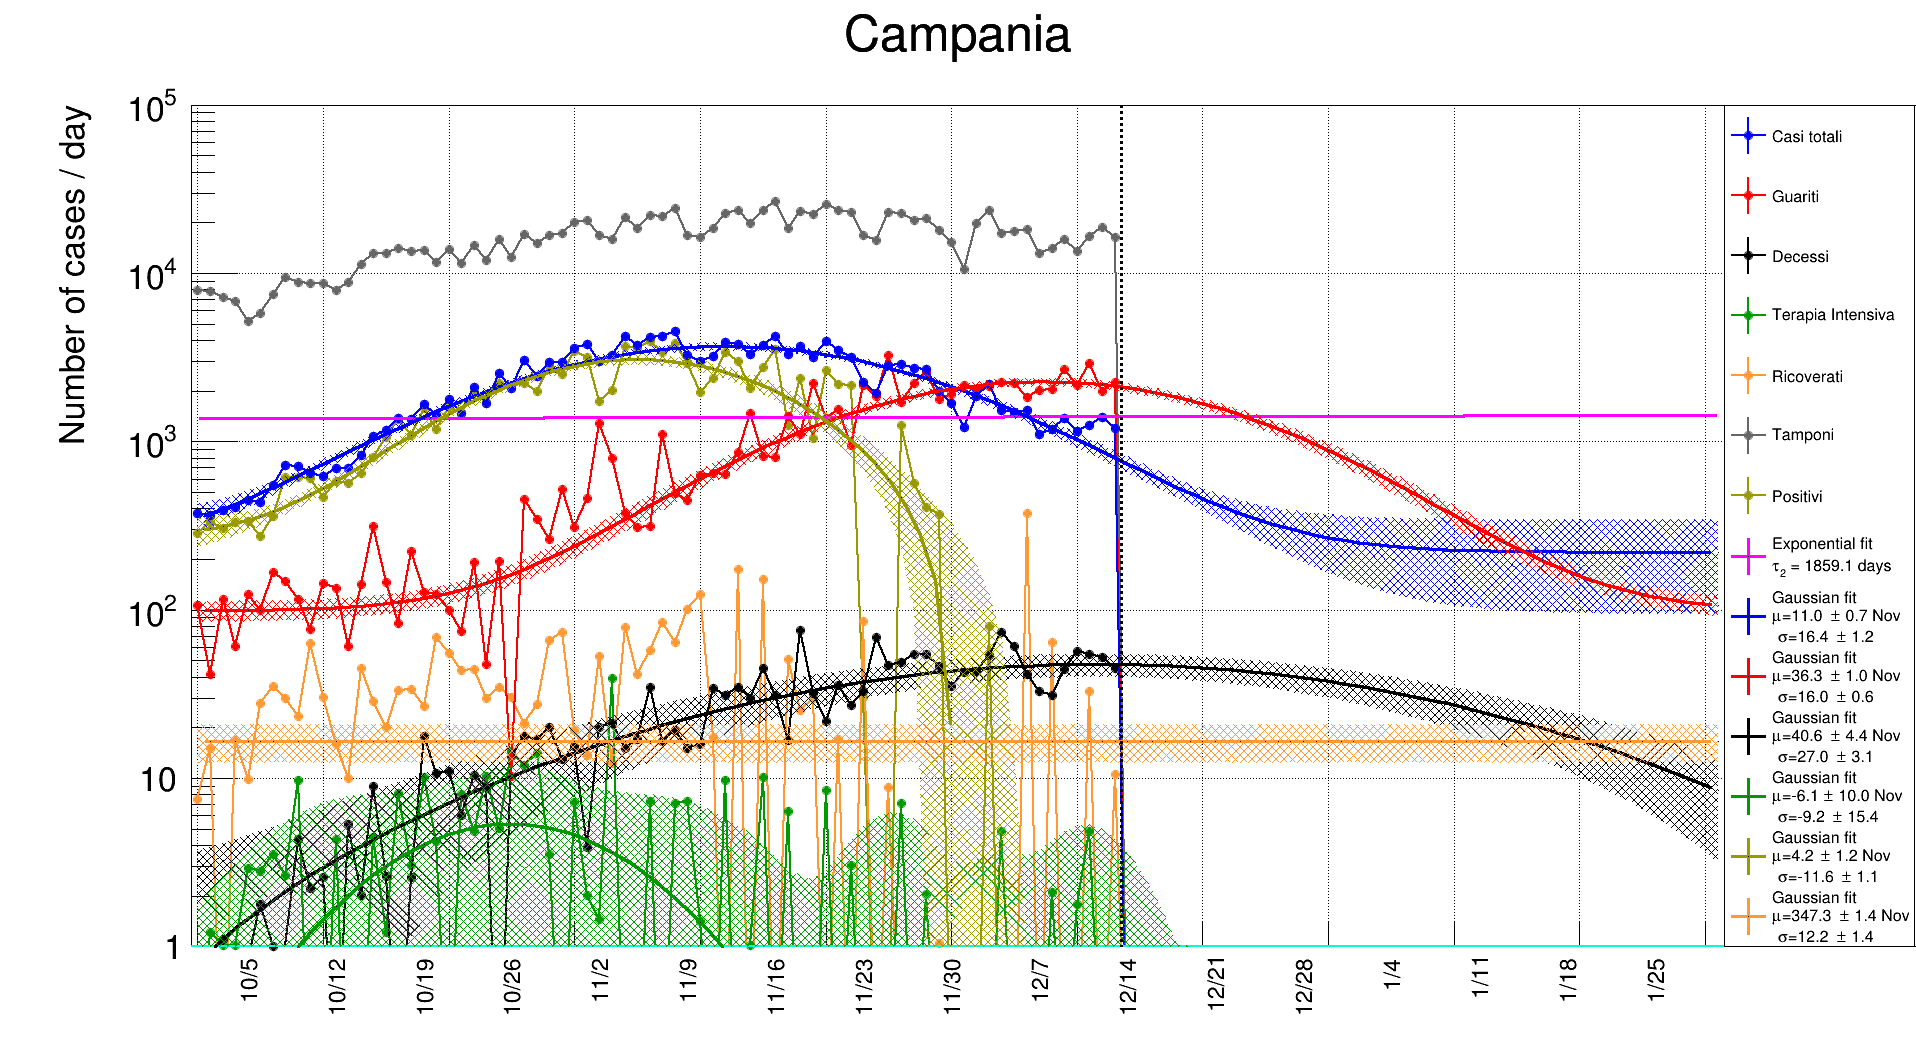 Campania
Number of cases / day
10^5
10^4
10^3
10^2
10
1
10/5
10/12
10/19
10/26
11/2
11/9
11/16
11/23
11/30
12/7
12/14
12/21
12/28
1/4
1/11
1/18
1/25
Casi totali
Guariti
Decessi
Terapia Intensiva
Ricoverati
Tamponi
Positivi
Exponential fit
τ₂ = 1859.1 days
Gaussian fit
μ=11.0 ± 0.7 Nov
σ=16.4 ± 1.2
Gaussian fit
μ=36.3 ± 1.0 Nov
σ=16.0 ± 0.6
Gaussian fit
μ=40.6 ± 4.4 Nov
σ=27.0 ± 3.1
Gaussian fit
μ=-6.1 ± 10.0 Nov
σ=-9.2 ± 15.4
Gaussian fit
μ=4.2 ± 1.2 Nov
σ=-11.6 ± 1.1
Gaussian fit
μ=347.3 ± 1.4 Nov
σ=12.2 ± 1.4